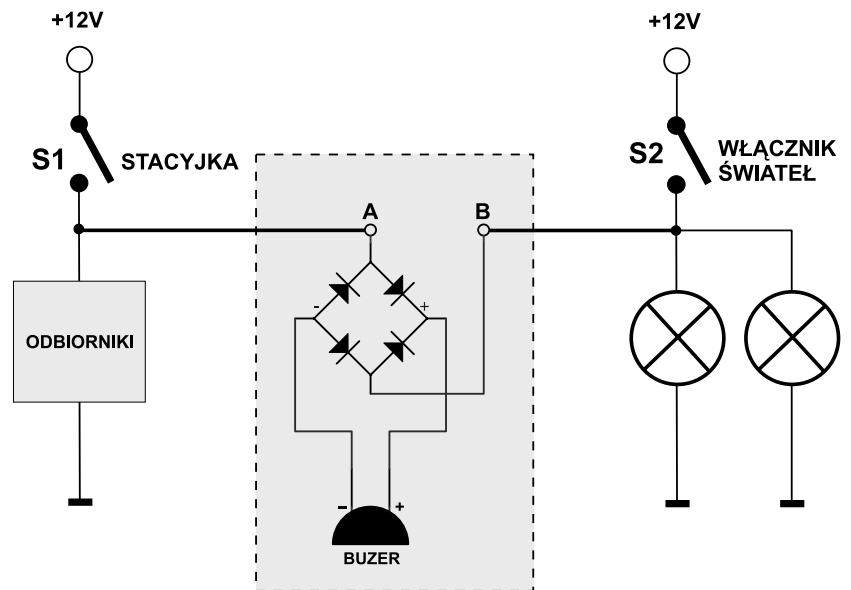 +12V
+12V
S1
STACYJKA
S2
WŁĄCZNIK
ŚWIATEŁ
A
B
-
+
ODBIORNIKI
-
+
BUZER